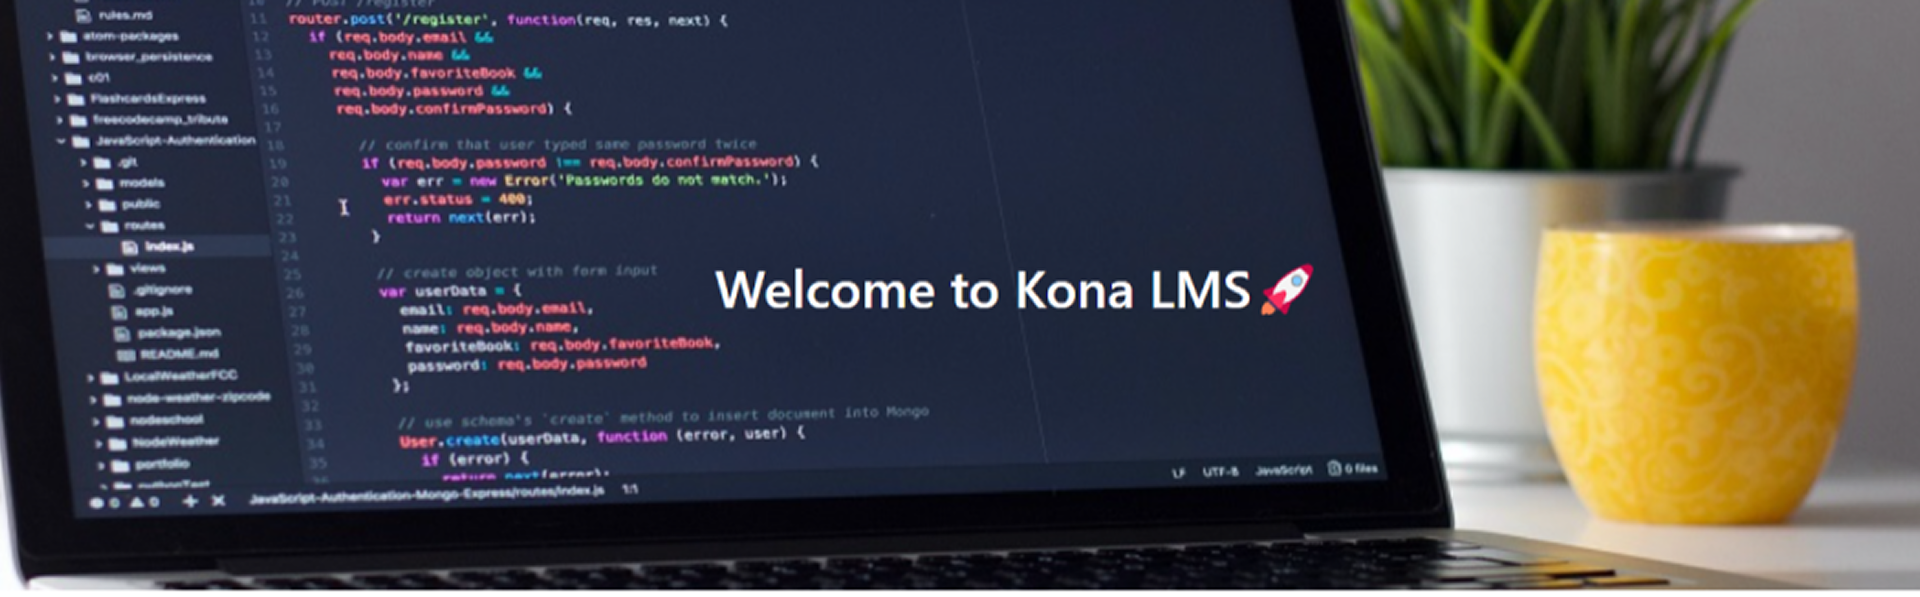 rules.md
atom-packages
browser_persistence
c01
FlashcardsExpress
freecodecamp_tribute
JavaScript-Authentication
.git
models
public
routes
index.js
views
.gitignore
app.js
package.json
README.md
LocalWeatherFCC
node-weather-zipcode
nodeschool
NodeWeather
portfolio
pythonTest
// POST /register
11 router.post('/register', function(req, res, next) {
12 if (req.body.email &&
13 req.body.name &&
14 req.body.favoriteBook &&
15 req.body.password &&
16 req.body.confirmPassword) {
17
18 // confirm that user typed same password twice
19 if (req.body.password !== req.body.confirmPassword) {
20 var err = new Error('Passwords do not match.');
21 err.status = 400;
22 return next(err);
23 }
24
25 // create object with form input
26 var userData = {
27 email: req.body.email,
28 name: req.body.name,
29 favoriteBook: req.body.favoriteBook,
30 password: req.body.password
31 };
32
33 // use schema's `create` method to insert document into Mongo
34 User.create(userData, function (error, user) {
35 if (error) {
return next(error);
Welcome to Kona LMS🚀
0 0 JavaScript-Authentication-Mongo-Express/routes/index.js 1:1
LF UTF-8 JavaScript 0 files